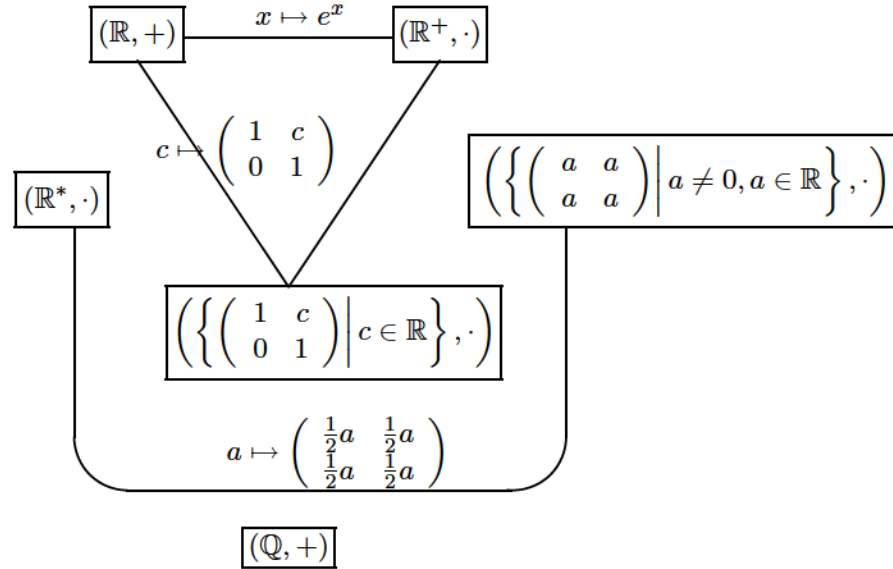 x ↦ e^x
(ℝ, +)
(ℝ⁺, ·)
c ↦ ( 1 c
0 1 )
(ℝ*, ·)
( { ( a a
a a ) | a ≠ 0, a ∈ ℝ } , · )
( { ( 1 c
0 1 ) | c ∈ ℝ } , · )
a ↦ ( ½a ½a
½a ½a )
(ℚ, +)